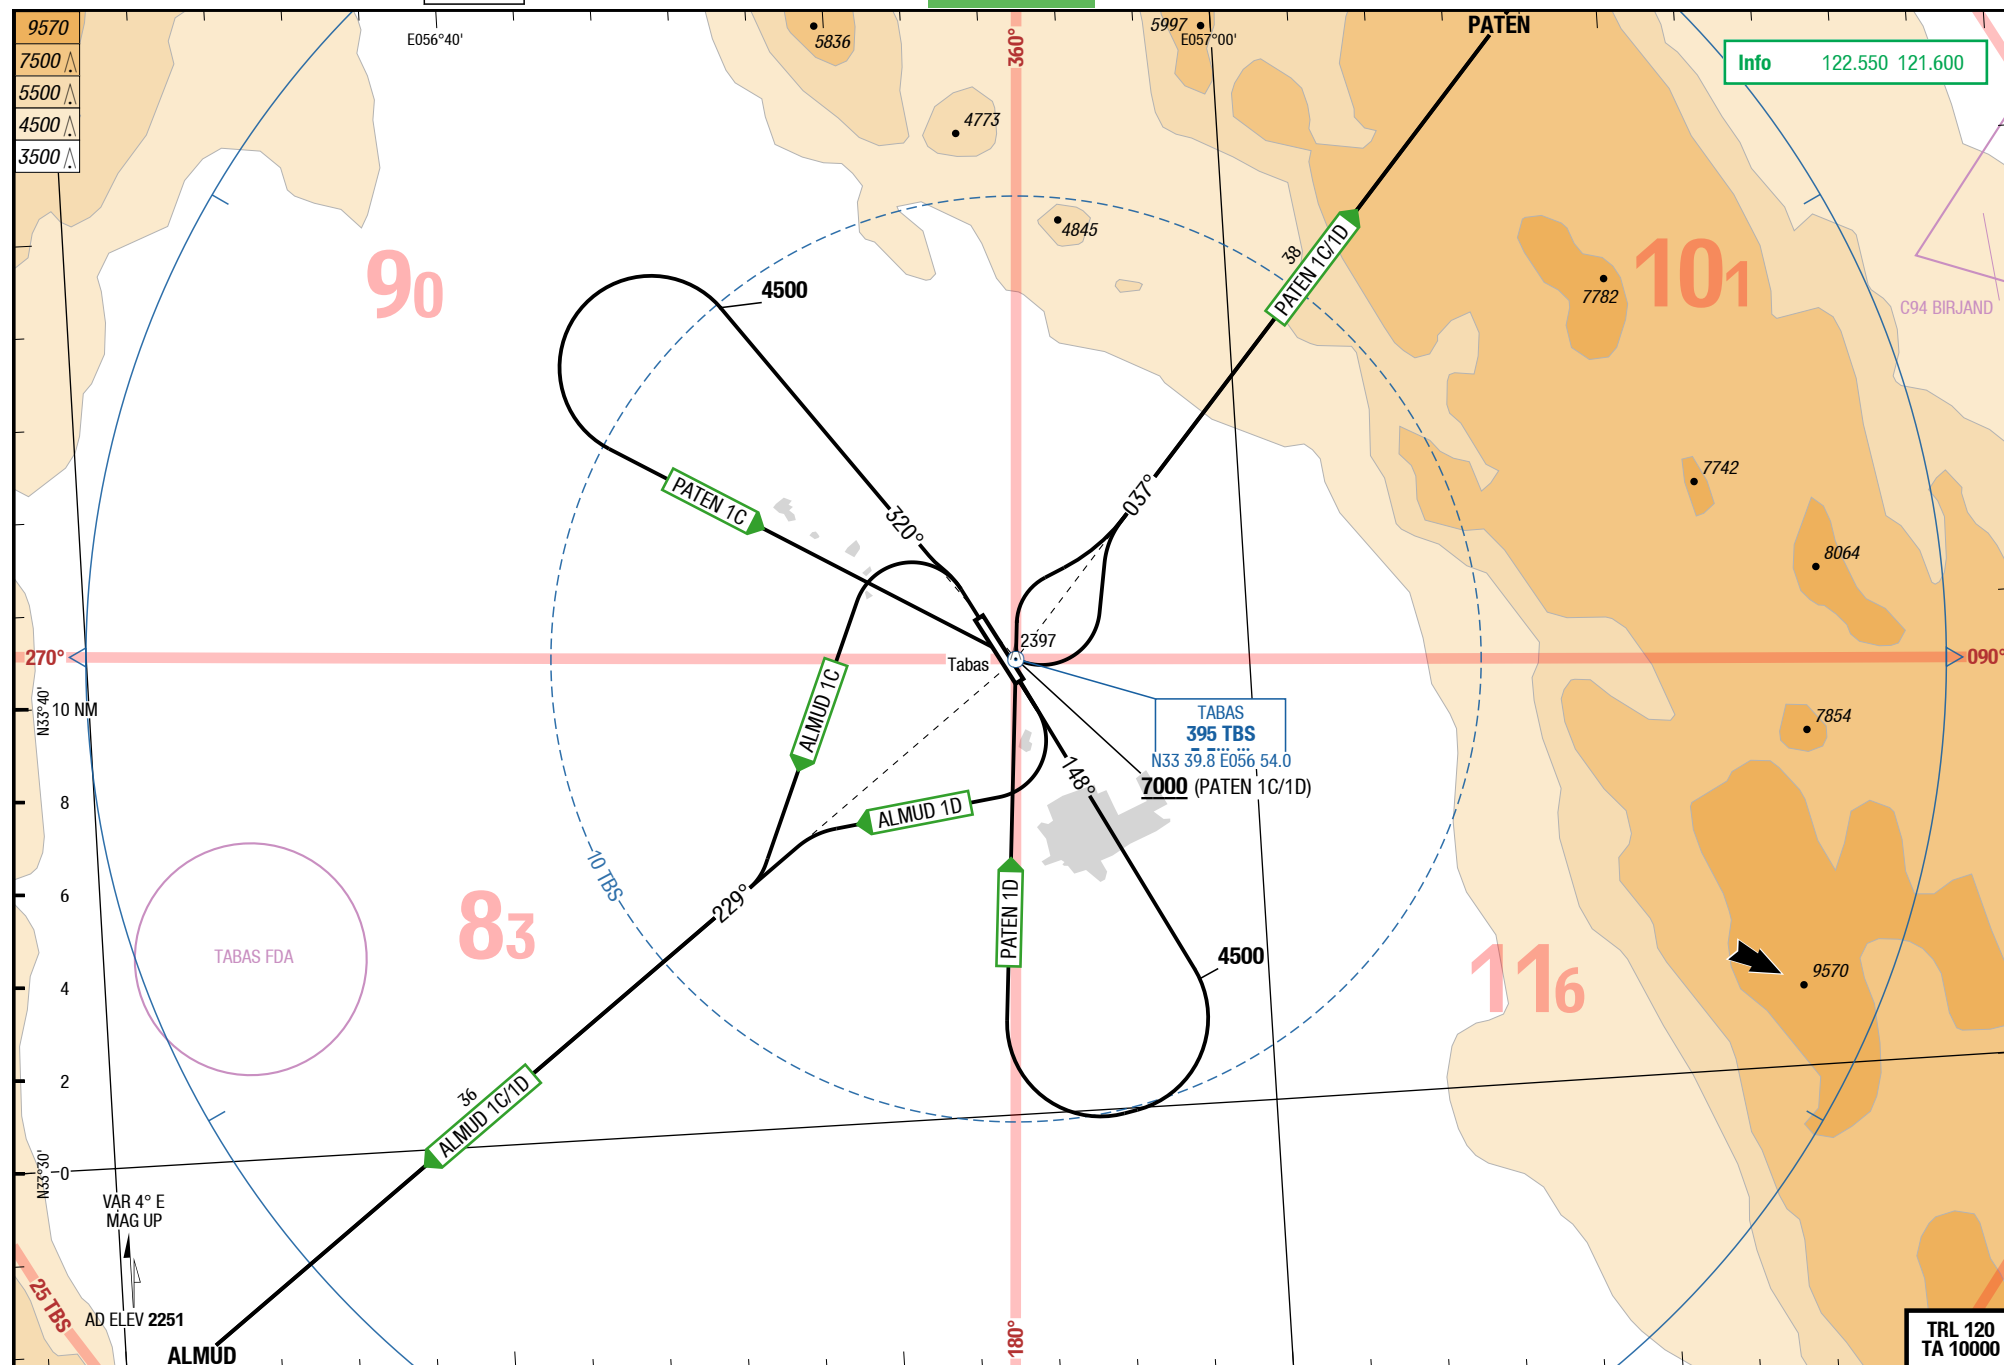 9570
7500
5500
4500
3500
E056°40'
5836
360°
5997
E057°00'
PATEN
Info 122.550 121.600
4773
4845
38
PATEN 1C/1D
90
4500
7782
101
C94 BIRJAND
PATEN 1C
320°
037°
7742
8064
2397
270°
Tabas
090°
N33°40'
10 NM
ALMUD 1C
TABAS
395 TBS
N33 39.8 E056 54.0
7000 (PATEN 1C/1D)
148°
7854
8
ALMUD 1D
10 TBS
6
229°
PATEN 1D
83
TABAS FDA
4500
116
9570
4
2
36
ALMUD 1C/1D
N33°30'
0
VAR 4° E
MAG UP
25 TBS
AD ELEV 2251
ALMUD
180°
TRL 120
TA 10000